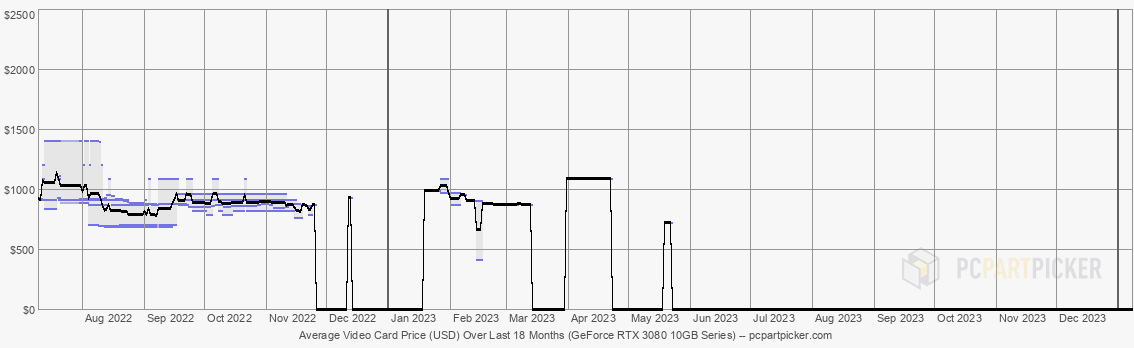 $2500
$2000
$1500
$1000
$500
$0
PCPARTPICKER
Aug 2022 Sep 2022 Oct 2022 Nov 2022 Dec 2022 Jan 2023 Feb 2023 Mar 2023 Apr 2023 May 2023 Jun 2023 Jul 2023 Aug 2023 Sep 2023 Oct 2023 Nov 2023 Dec 2023
Average Video Card Price (USD) Over Last 18 Months (GeForce RTX 3080 10GB Series) -- pcpartpicker.com